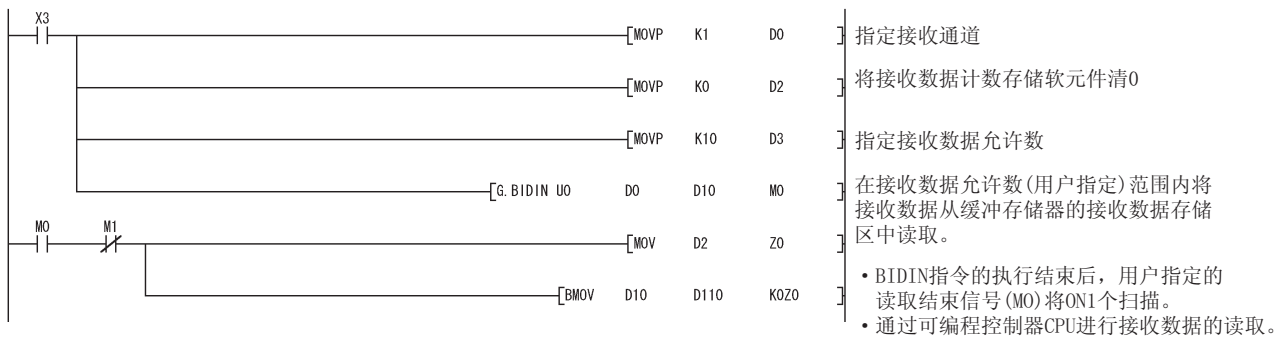 X3
MOVP K1 D0 指定接收通道
MOVP K0 D2 将接收数据计数存储软元件清0
MOVP K10 D3 指定接收数据允许数
G.BIDIN U0 D0 D10 M0 在接收数据允许数(用户指定)范围内将
接收数据从缓冲存储器的接收数据存储
区中读取。
M0 M1
MOV D2 Z0
BMOV D10 D110 K0Z0
•BIDIN指令的执行结束后，用户指定的
读取结束信号(M0)将ON1个扫描。
•通过可编程控制器CPU进行接收数据的读取。